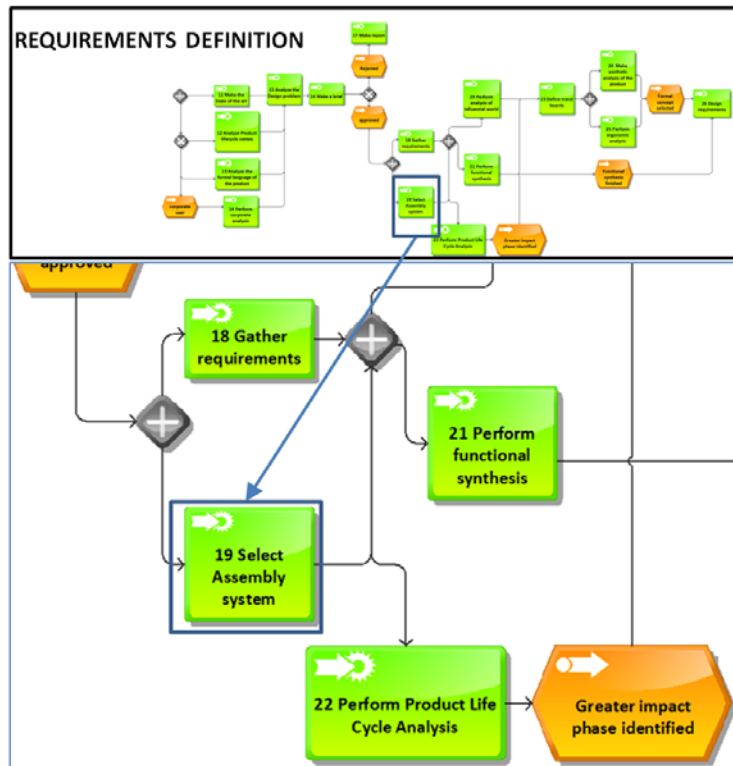 REQUIREMENTS DEFINITION
17 Make report
Rejected
11 Make the
state of the art
15 Analyze the
Design problem
16 Make a brief
approved
12 Analyze Product
lifecycle
13 Analyze the
formal language of
the product
corporate
user
14 Perform
corporate
analysis
18 Gather
requirements
19 Select
Assembly
system
20 Perform
analysis of
influential world
21 Perform
functional
synthesis
22 Perform Product Life
Cycle Analysis
Greater impact
phase identified
23 Define trend
boards
24 Make
aesthetic
analysis of the
product
25 Perform
ergonomic
analysis
Formal
concept
selected
26 Design
requirements
Functional
synthesis
finished
approved
18 Gather
requirements
19 Select
Assembly
system
21 Perform
functional
synthesis
22 Perform Product Life
Cycle Analysis
Greater impact
phase identified